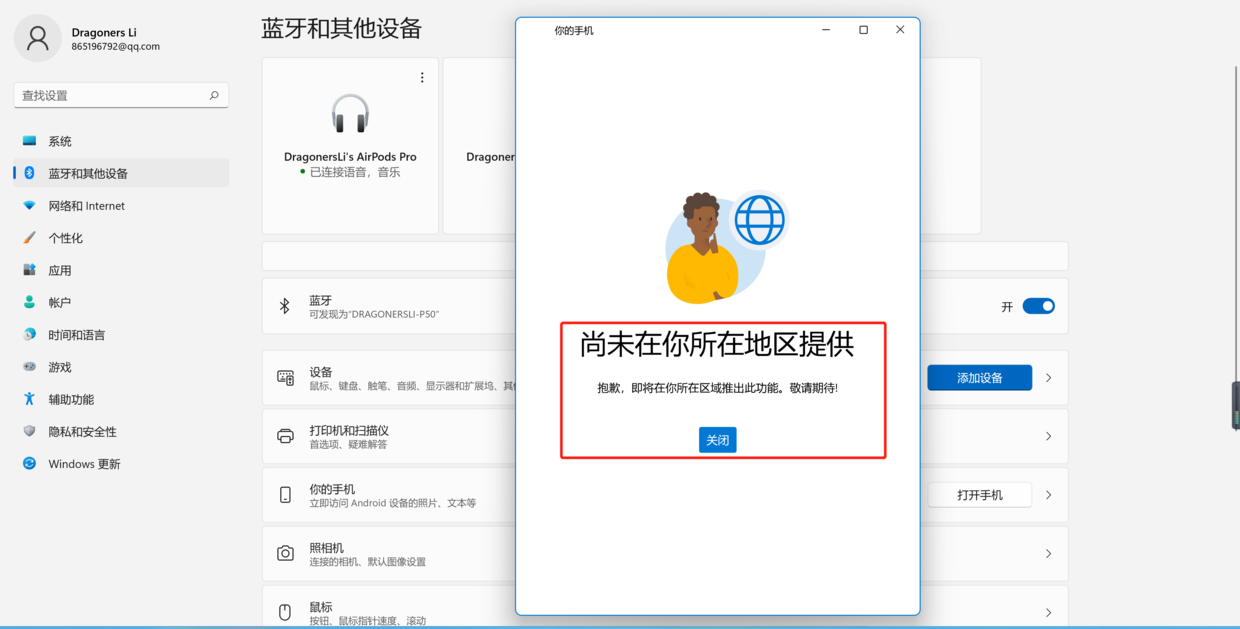 Dragoners Li
865196792@qq.com
查找设置
系统
蓝牙和其他设备
网络和 Internet
个性化
应用
帐户
时间和语言
游戏
辅助功能
隐私和安全性
Windows 更新
蓝牙和其他设备
DragonersLi's AirPods Pro
已连接语音，音乐
Dragoner
蓝牙
可发现为"DRAGONERSLI-P50"
开
设备
鼠标、键盘、触笔、音频、显示器和扩展坞、其他
添加设备
打印机和扫描仪
首选项、疑难解答
你的手机
立即访问 Android 设备的照片、文本等
打开手机
照相机
连接的相机、默认图像设置
鼠标
按钮、鼠标指针速度、滚动
你的手机
尚未在你所在地区提供
抱歉，即将在你所在区域推出此功能。敬请期待!
关闭